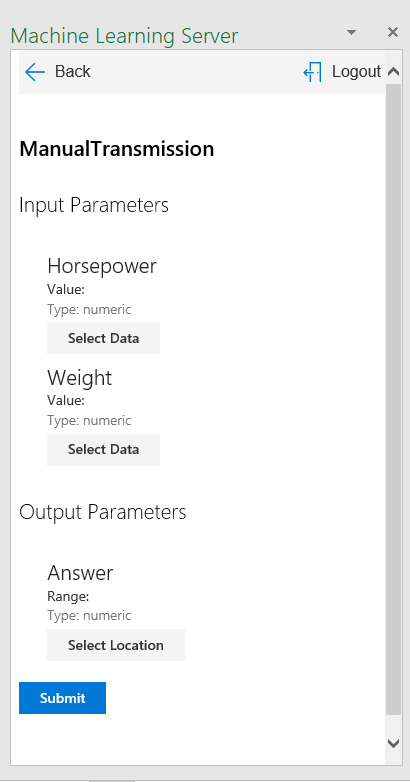 Machine Learning Server
Back
Logout
ManualTransmission
Input Parameters
Horsepower
Value:
Type: numeric
Select Data
Weight
Value:
Type: numeric
Select Data
Output Parameters
Answer
Range:
Type: numeric
Select Location
Submit